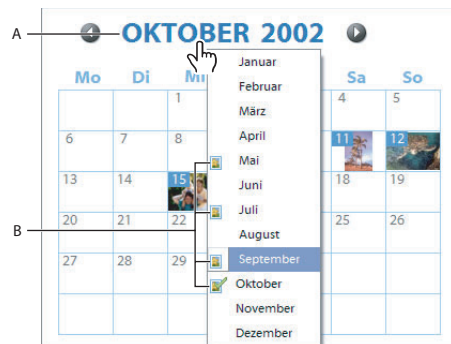 A
OKTOBER 2002
Mo Di Mi Sa So
1 4 5
6 7 8 11 12
13 14 15 18 19
20 21 22 25 26
27 28 29
Januar
Februar
März
April
Mai
Juni
Juli
August
September
Oktober
November
Dezember
B